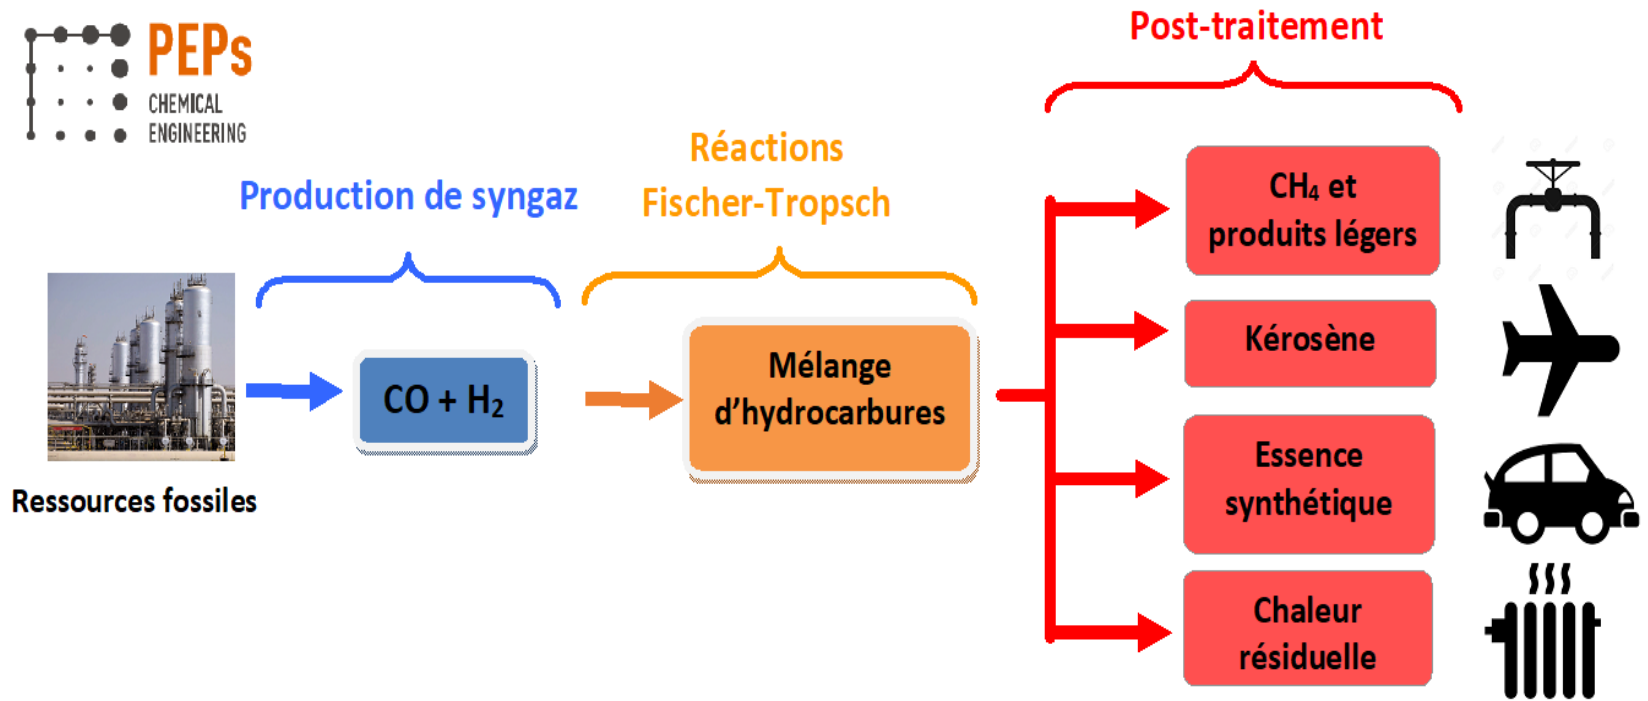 PEPs
CHEMICAL
ENGINEERING
Production de syngaz
Réactions
Fischer-Tropsch
Post-traitement
Ressources fossiles
CO + H₂
Mélange
d'hydrocarbures
CH₄ et
produits légers
Kérosène
Essence
synthétique
Chaleur
résiduelle